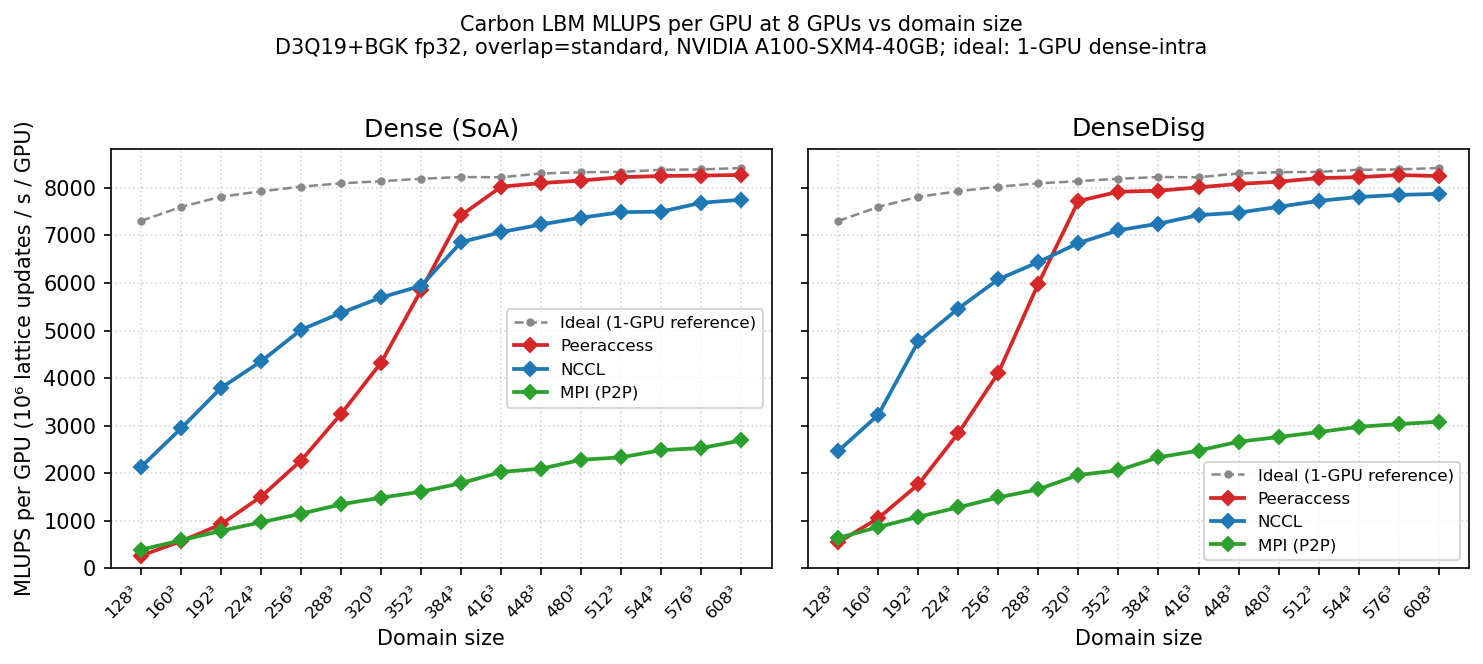 Carbon LBM MLUPS per GPU at 8 GPUs vs domain size
D3Q19+BGK fp32, overlap=standard, NVIDIA A100-SXM4-40GB; ideal: 1-GPU dense-intra
Dense (SoA)
MLUPS per GPU (10⁶ lattice updates / s / GPU)
8000
7000
6000
5000
4000
3000
2000
1000
0
Ideal (1-GPU reference)
Peeraccess
NCCL
MPI (P2P)
128³ 160³ 192³ 224³ 256³ 288³ 320³ 352³ 384³ 416³ 448³ 480³ 512³ 544³ 576³ 608³
Domain size
DenseDisg
Ideal (1-GPU reference)
Peeraccess
NCCL
MPI (P2P)
128³ 160³ 192³ 224³ 256³ 288³ 320³ 352³ 384³ 416³ 448³ 480³ 512³ 544³ 576³ 608³
Domain size